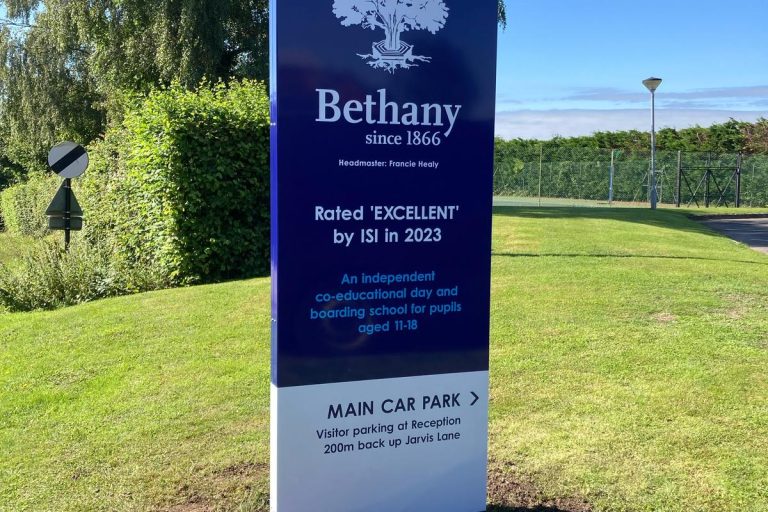 Bethany
since 1866
Headmaster: Francie Healy
Rated 'EXCELLENT'
by ISI in 2023
An independent
co-educational day and
boarding school for pupils
aged 11-18
MAIN CAR PARK >
Visitor parking at Reception
200m back up Jarvis Lane